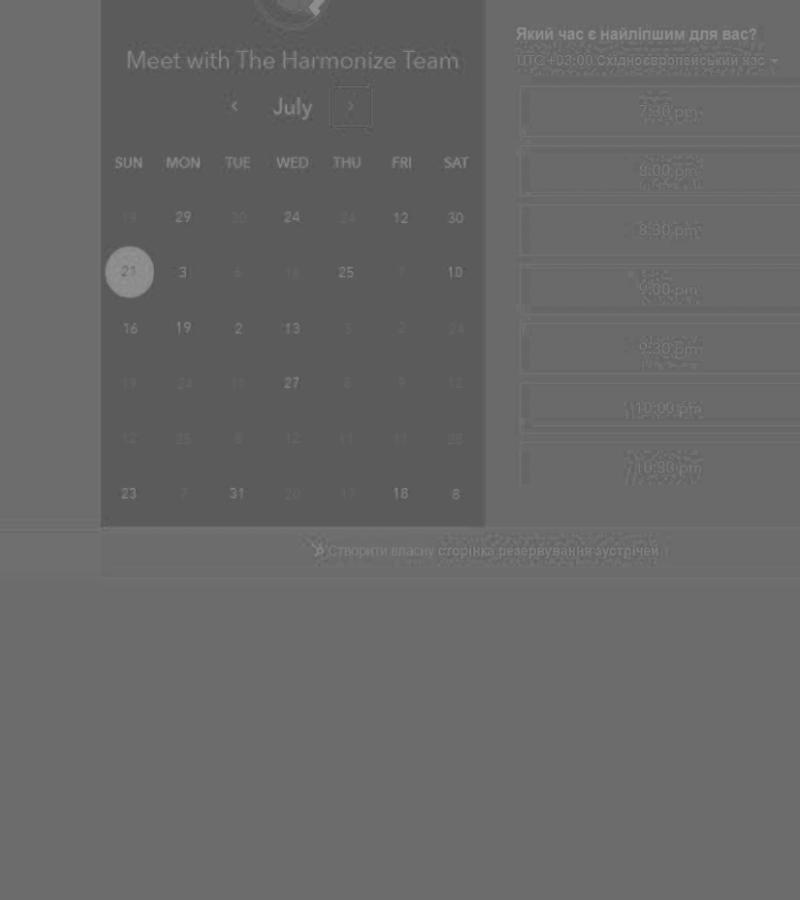 Meet with The Harmonize Team
July
SUN MON TUE WED THU FRI SAT
19 29 30 24 24 12 30
21 3 6 16 25 7 10
16 19 2 13 3 2 24
19 24 11 27 8 9 12
12 25 8 12 11 11 28
23 7 31 20 17 18 8
Який час є найліпшим для вас?
UTC +03:00 Східноєвропейський час
7:30 pm
8:00 pm
8:30 pm
9:00 pm
9:30 pm
10:00 pm
10:30 pm
Створити власну сторінка резервування зустрічей